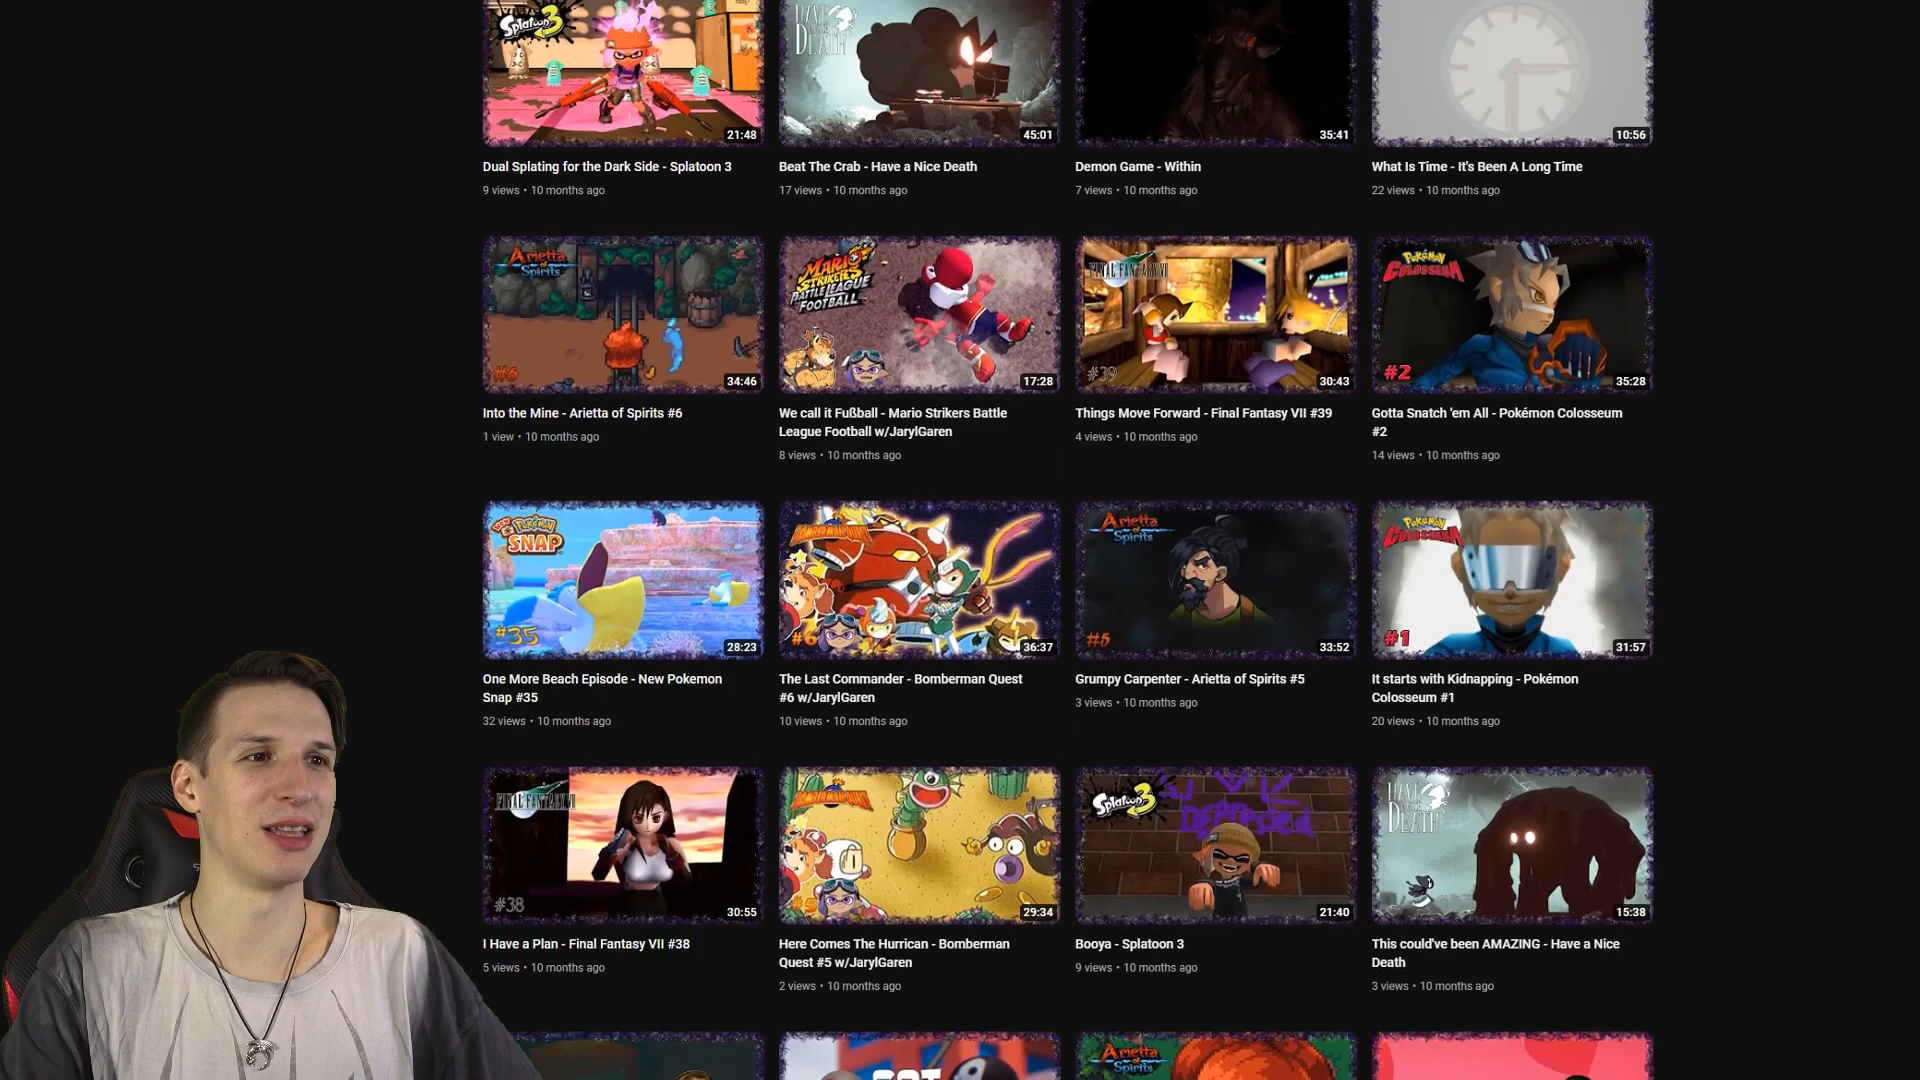 Splatoon 3
HAVE
DEATH
21:48
45:01
35:41
10:56
Dual Splating for the Dark Side - Splatoon 3
Beat The Crab - Have a Nice Death
Demon Game - Within
What Is Time - It's Been A Long Time
9 views • 10 months ago
17 views • 10 months ago
7 views • 10 months ago
22 views • 10 months ago
Arietta
of
Spirits
#6
34:46
MARIO
STRIKERS
BATTLE LEAGUE
FOOTBALL
17:28
FINAL FANTASY VII
#39
30:43
POKéMON
COLOSSEUM
#2
35:28
Into the Mine - Arietta of Spirits #6
We call it Fußball - Mario Strikers Battle
League Football w/JarylGaren
Things Move Forward - Final Fantasy VII #39
Gotta Snatch 'em All - Pokémon Colosseum
#2
1 view • 10 months ago
8 views • 10 months ago
4 views • 10 months ago
14 views • 10 months ago
New
POKéMON
SNAP
#35
28:23
BOMBERMAN QUEST
#6
36:37
Arietta
of
Spirits
#5
33:52
POKéMON
COLOSSEUM
#1
31:57
One More Beach Episode - New Pokemon
Snap #35
The Last Commander - Bomberman Quest
#6 w/JarylGaren
Grumpy Carpenter - Arietta of Spirits #5
It starts with Kidnapping - Pokémon
Colosseum #1
32 views • 10 months ago
10 views • 10 months ago
3 views • 10 months ago
20 views • 10 months ago
FINAL FANTASY VII
#38
30:55
BOMBERMAN QUEST
#5
29:34
Splatoon 3
21:40
HAVE
DEATH
15:38
I Have a Plan - Final Fantasy VII #38
Here Comes The Hurrican - Bomberman
Quest #5 w/JarylGaren
Booya - Splatoon 3
This could've been AMAZING - Have a Nice
Death
5 views • 10 months ago
2 views • 10 months ago
9 views • 10 months ago
3 views • 10 months ago
Arietta
of
Spirits